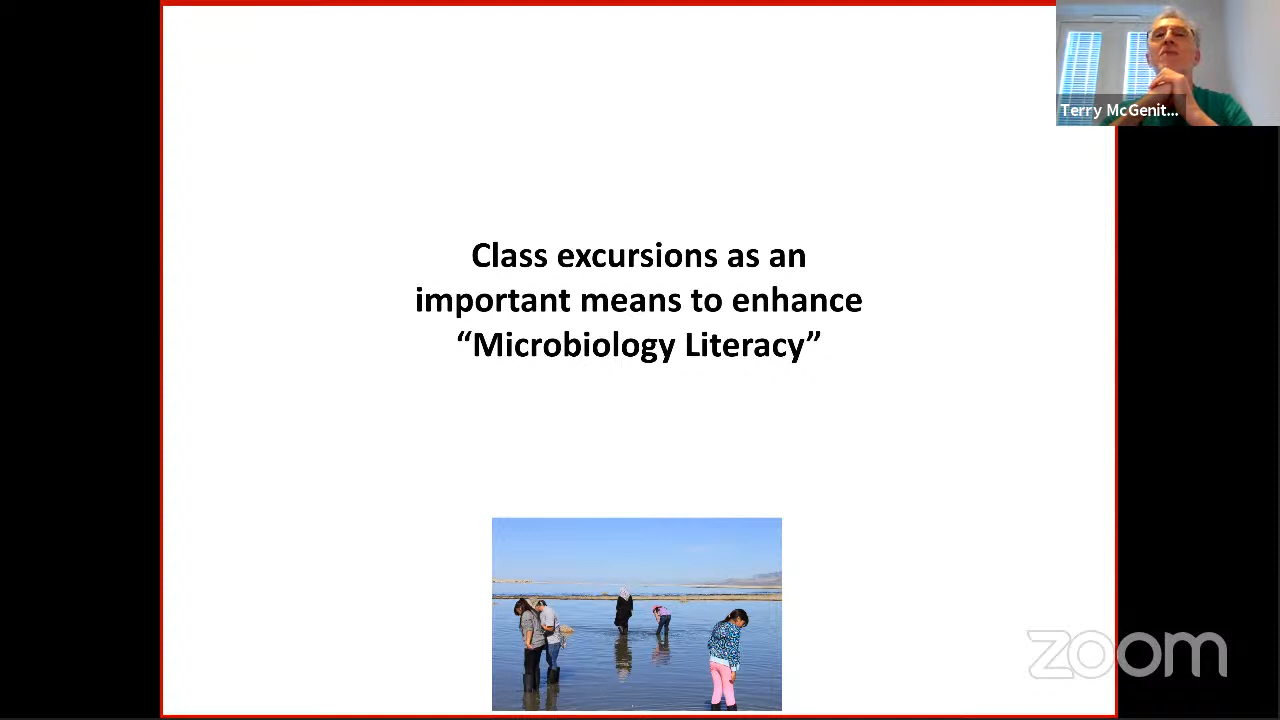 Terry McGenit...
Class excursions as an
important means to enhance
“Microbiology Literacy”
zoom